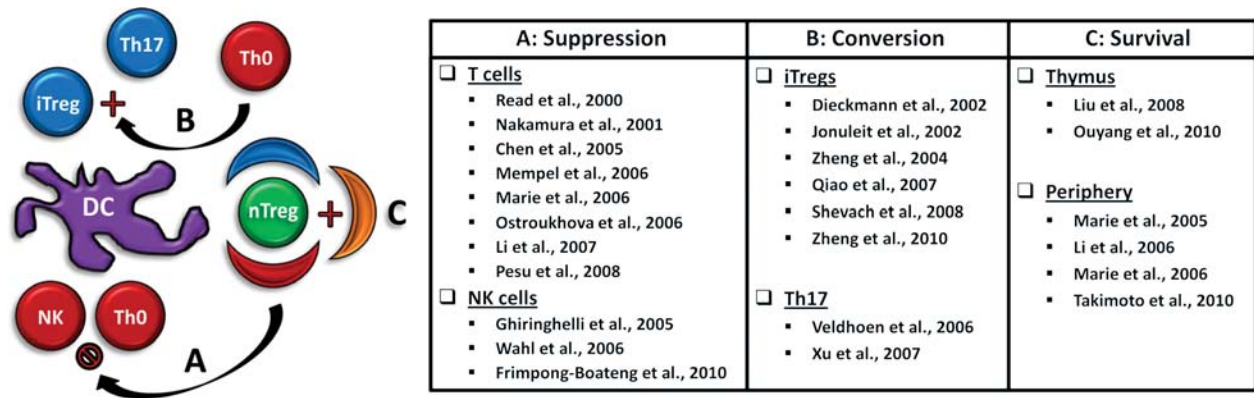 Th17
Th0
iTreg
+
B
DC
nTreg
+
C
NK
Th0
A
A: Suppression
T cells
Read et al., 2000
Nakamura et al., 2001
Chen et al., 2005
Mempel et al., 2006
Marie et al., 2006
Ostroukhova et al., 2006
Li et al., 2007
Pesu et al., 2008
NK cells
Ghiringhelli et al., 2005
Wahl et al., 2006
Frimpong-Boateng et al., 2010
B: Conversion
iTregs
Dieckmann et al., 2002
Jonuleit et al., 2002
Zheng et al., 2004
Qiao et al., 2007
Shevach et al., 2008
Zheng et al., 2010
Th17
Veldhoen et al., 2006
Xu et al., 2007
C: Survival
Thymus
Liu et al., 2008
Ouyang et al., 2010
Periphery
Marie et al., 2005
Li et al., 2006
Marie et al., 2006
Takimoto et al., 2010